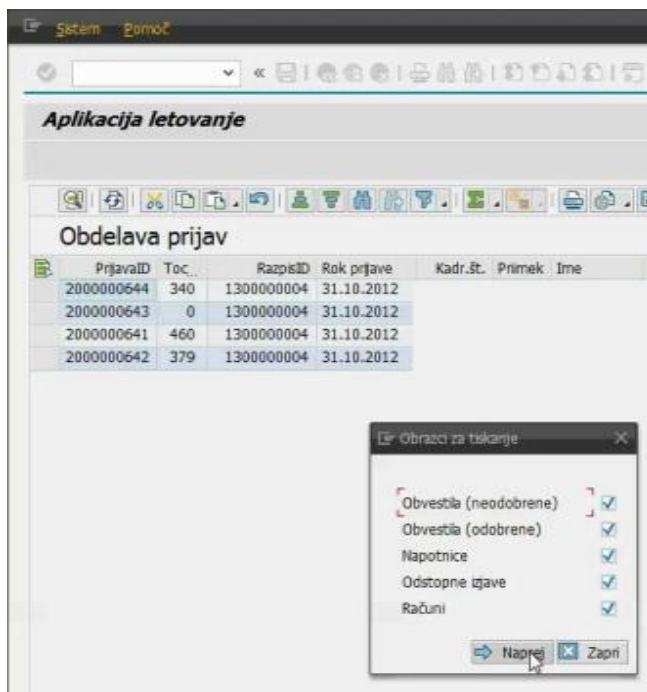 Sistem Pomoč
Aplikacija letovanje
Obdelava prijav
PrijavaID Toc.. RazpisID Rok prijave Kadr.št. Priimek Ime
2000000644 340 1300000004 31.10.2012
2000000643 0 1300000004 31.10.2012
2000000641 460 1300000004 31.10.2012
2000000642 379 1300000004 31.10.2012
Obrazci za tiskanje
Obvestila (neodobrene)
Obvestila (odobrene)
Napotnice
Odstopne izjave
Računi
Naprej Zapri